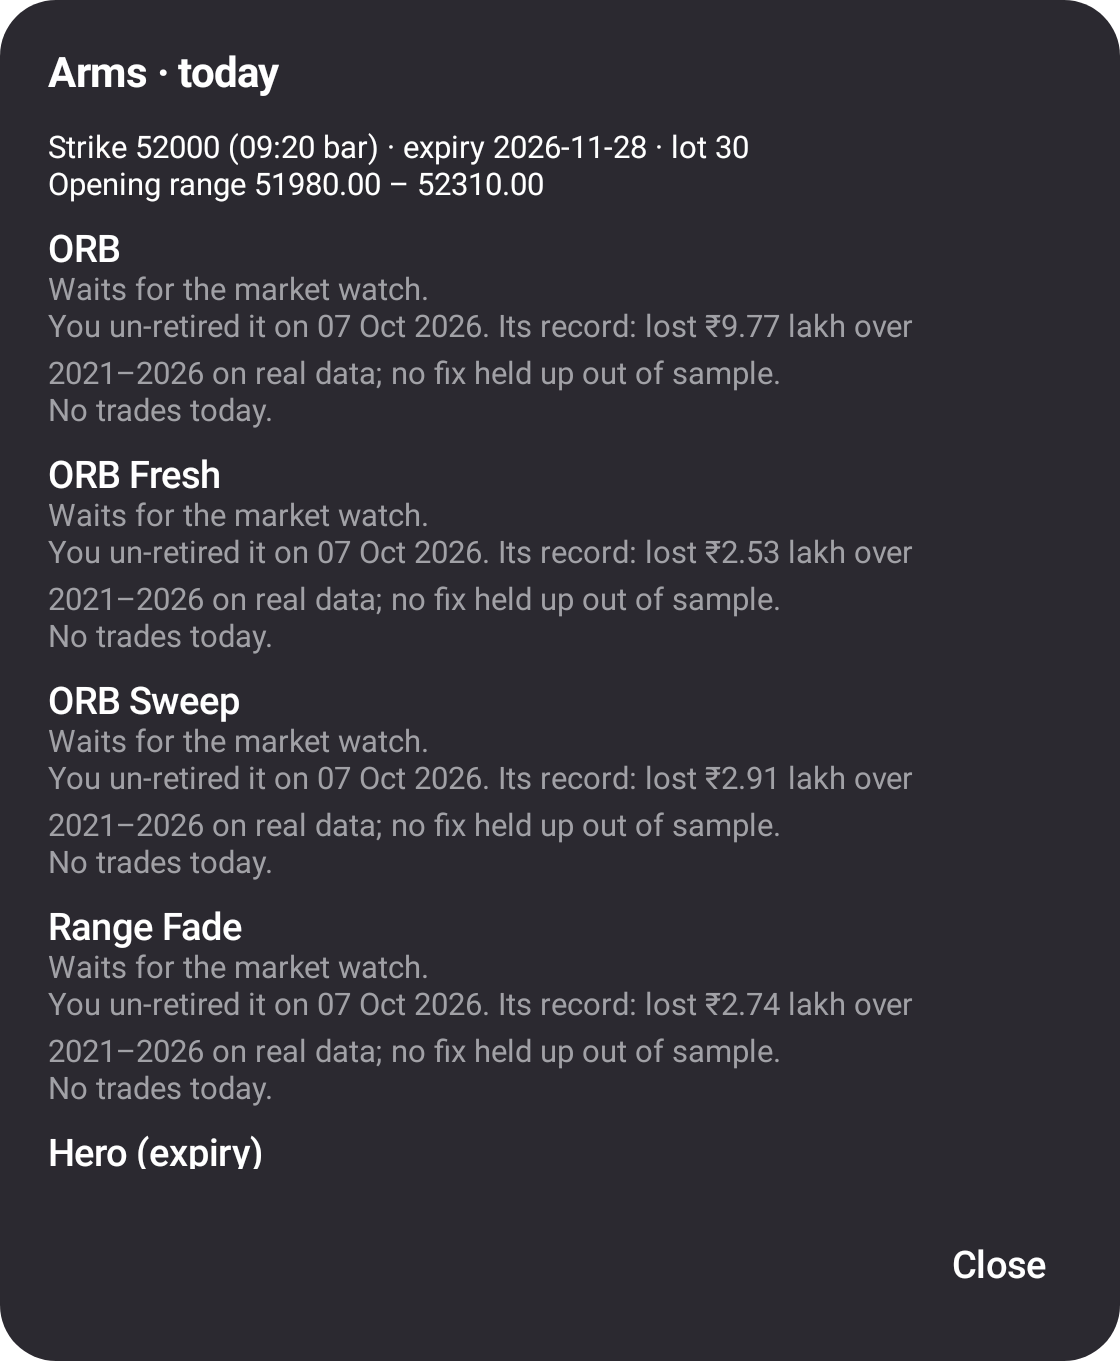 Arms · today
Strike 52000 (09:20 bar) · expiry 2026-11-28 · lot 30
Opening range 51980.00 – 52310.00
ORB
Waits for the market watch.
You un-retired it on 07 Oct 2026. Its record: lost ₹9.77 lakh over
2021–2026 on real data; no fix held up out of sample.
No trades today.
ORB Fresh
Waits for the market watch.
You un-retired it on 07 Oct 2026. Its record: lost ₹2.53 lakh over
2021–2026 on real data; no fix held up out of sample.
No trades today.
ORB Sweep
Waits for the market watch.
You un-retired it on 07 Oct 2026. Its record: lost ₹2.91 lakh over
2021–2026 on real data; no fix held up out of sample.
No trades today.
Range Fade
Waits for the market watch.
You un-retired it on 07 Oct 2026. Its record: lost ₹2.74 lakh over
2021–2026 on real data; no fix held up out of sample.
No trades today.
Hero (expiry)
Close